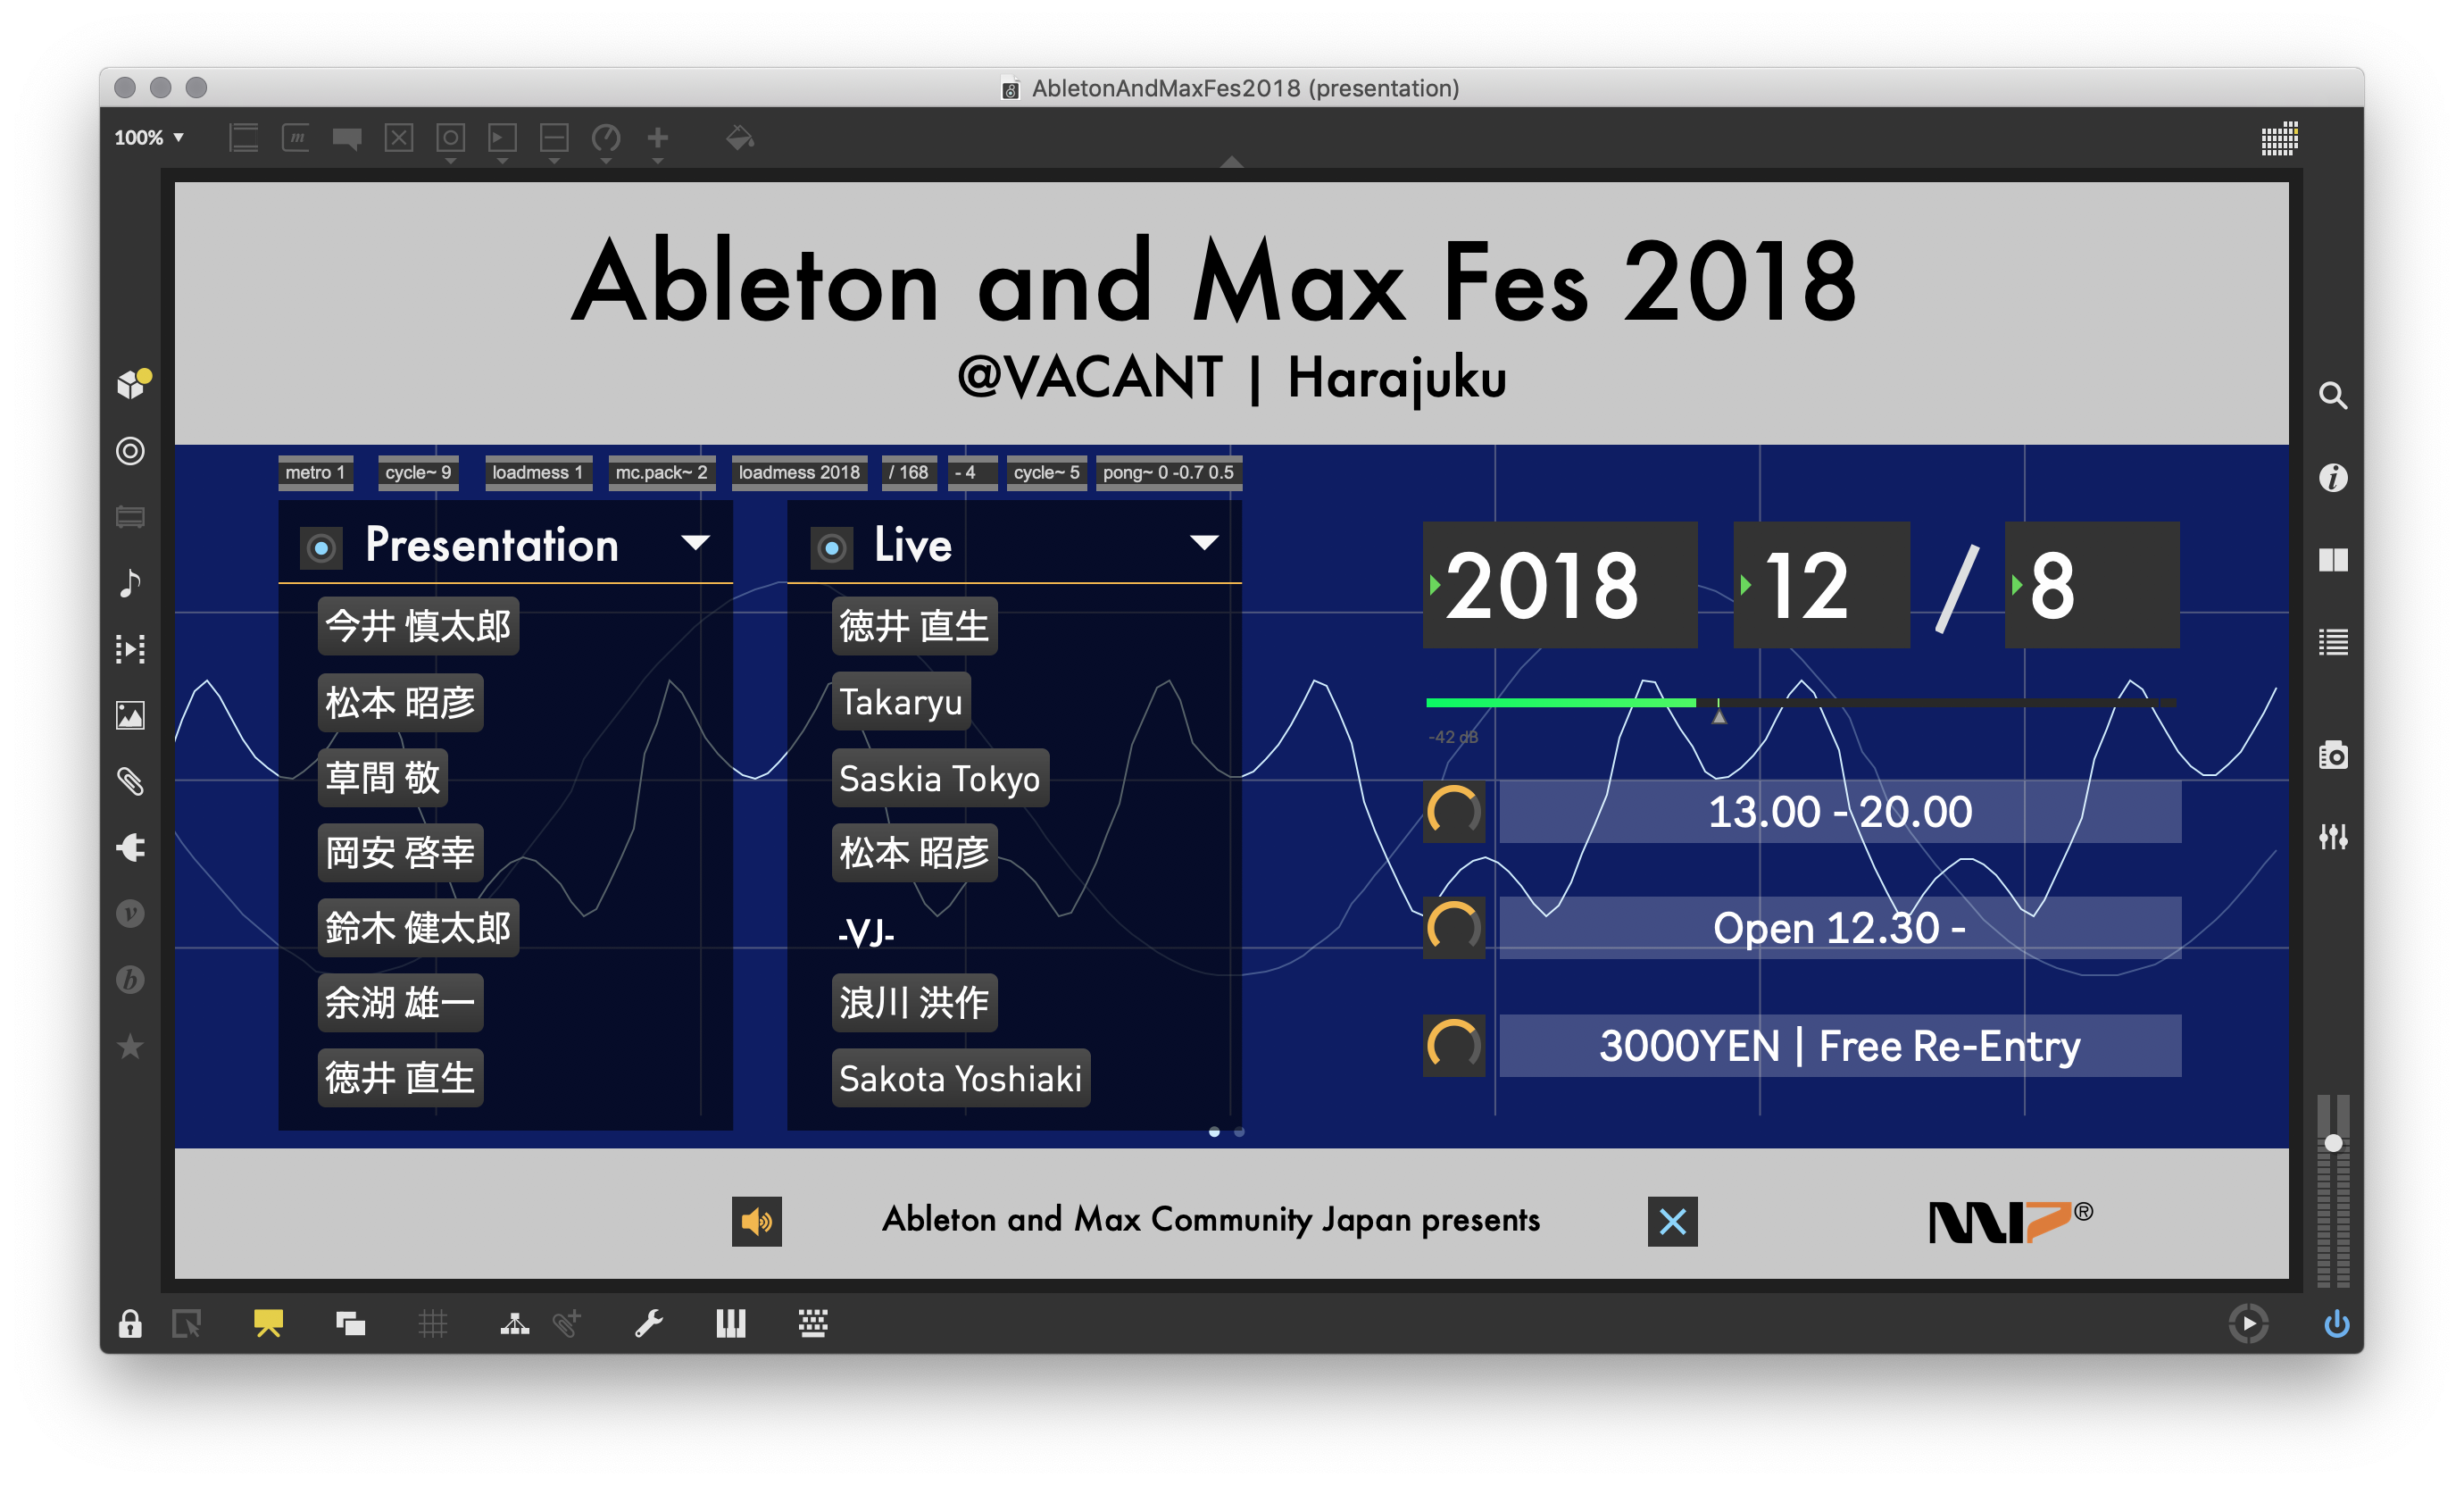 AbletonAndMaxFes2018 (presentation)
100%
Ableton and Max Fes 2018
@VACANT | Harajuku
metro 1
cycle~ 9
loadmess 1
mc.pack~ 2
loadmess 2018
/ 168
- 4
cycle~ 5
pong~ 0 -0.7 0.5
Presentation
今井 慎太郎
松本 昭彦
草間 敬
岡安 啓幸
鈴木 健太郎
余湖 雄一
徳井 直生
Live
徳井 直生
Takaryu
Saskia Tokyo
松本 昭彦
-VJ-
浪川 洪作
Sakota Yoshiaki
2018 12 / 8
-42 dB
13.00 - 20.00
Open 12.30 -
3000YEN | Free Re-Entry
Ableton and Max Community Japan presents
MI7®